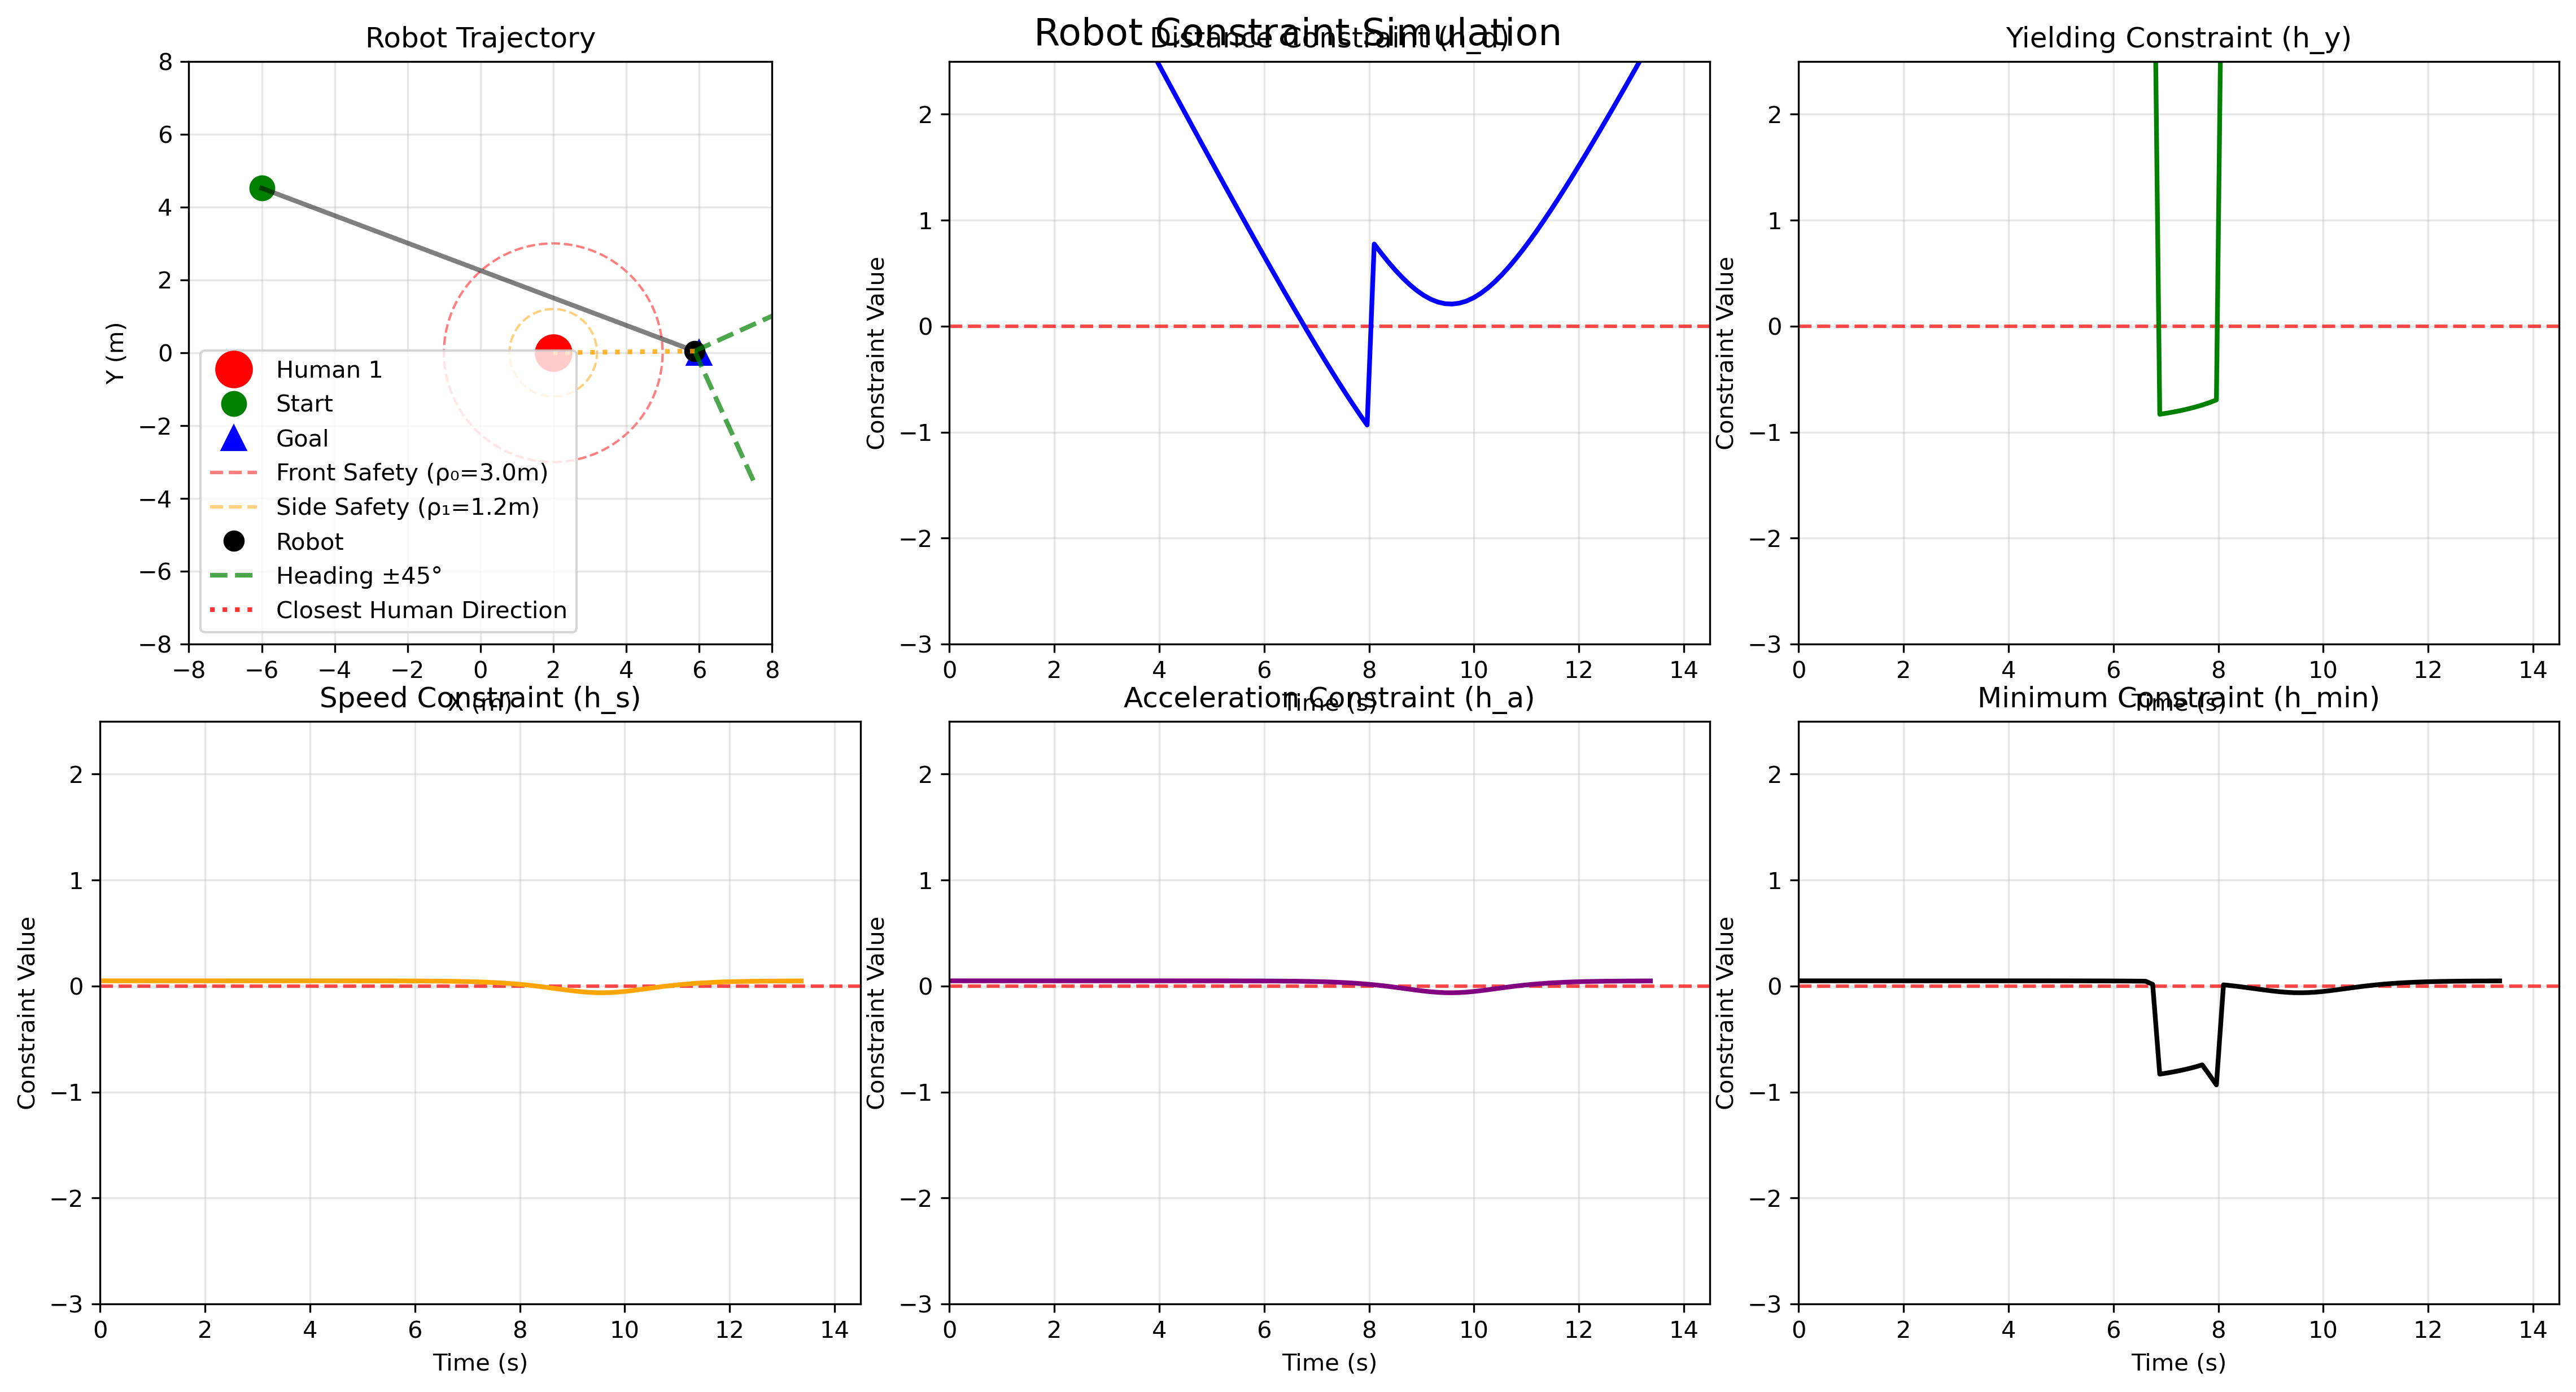 Robot Constraint Simulation
Robot Trajectory
8
6
4
2
0
−2
−4
−6
−8
Y (m)
Human 1
Start
Goal
Front Safety (ρ₀=3.0m)
Side Safety (ρ₁=1.2m)
Robot
Heading ±45°
Closest Human Direction
−8 −6 −4 −2 0 2 4 6 8
X (m)
Distance Constraint (h_d)
2
1
0
−1
−2
−3
Constraint Value
0 2 4 6 8 10 12 14
Time (s)
Yielding Constraint (h_y)
2
1
0
−1
−2
−3
Constraint Value
0 2 4 6 8 10 12 14
Time (s)
Speed Constraint (h_s)
2
1
0
−1
−2
−3
Constraint Value
0 2 4 6 8 10 12 14
Time (s)
Acceleration Constraint (h_a)
2
1
0
−1
−2
−3
Constraint Value
0 2 4 6 8 10 12 14
Time (s)
Minimum Constraint (h_min)
2
1
0
−1
−2
−3
Constraint Value
0 2 4 6 8 10 12 14
Time (s)